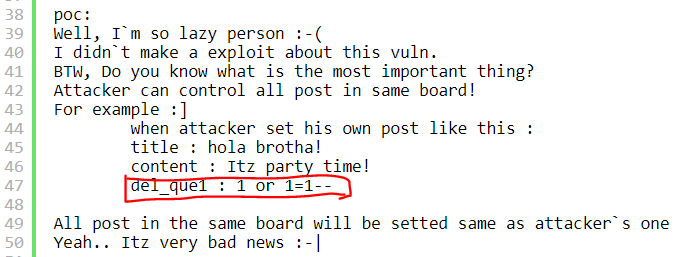 38 poc:
39 Well, I`m so lazy person :-(
40 I didn`t make a exploit about this vuln.
41 BTW, Do you know what is the most important thing?
42 Attacker can control all post in same board!
43 For example :]
44 when attacker set his own post like this :
45 title : hola brotha!
46 content : Itz party time!
47 del_que1 : 1 or 1=1--
48
49 All post in the same board will be setted same as attacker`s one
50 Yeah.. Itz very bad news :-|